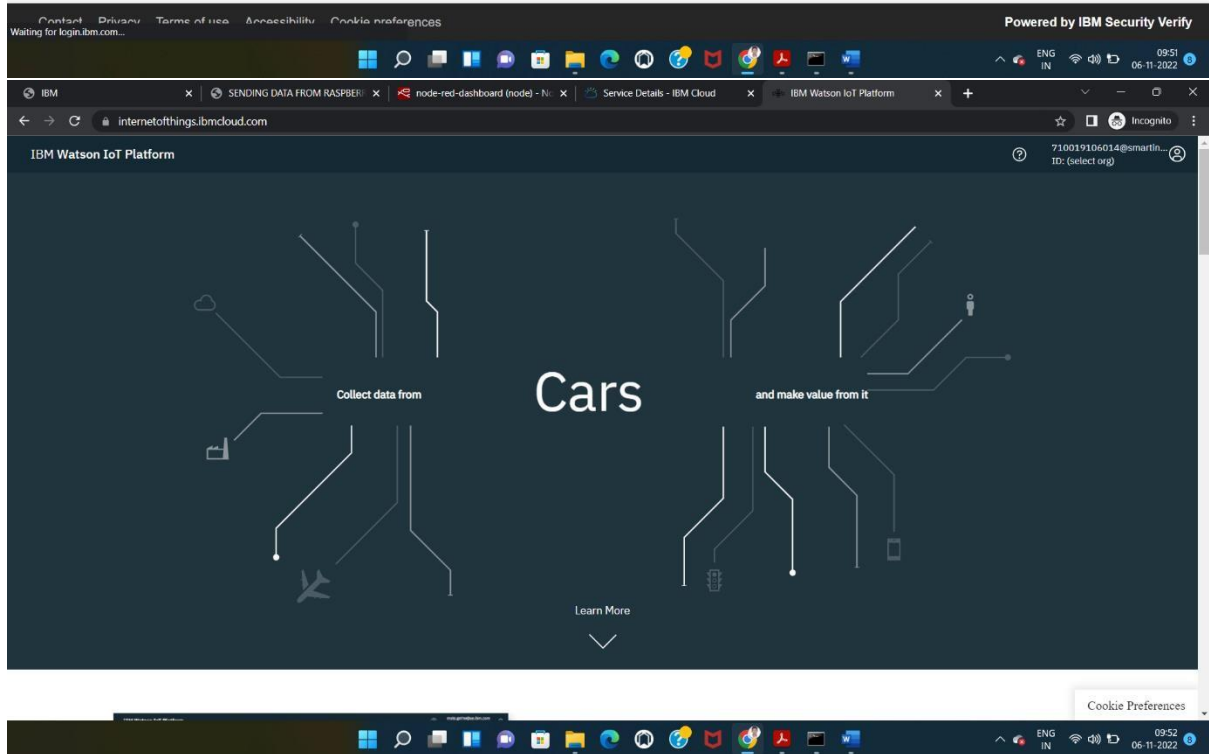 Contact Privacy Terms of use Accessibility Cookie preferences Powered by IBM Security Verify
Waiting for login.ibm.com...
ENG 09:51
IN 06-11-2022 8
IBM SENDING DATA FROM RASPBERR node-red-dashboard (node) - No Service Details - IBM Cloud IBM Watson IoT Platform
internetofthings.ibmcloud.com Incognito
IBM Watson IoT Platform 710019106014@smartin...
ID: (select org)
Collect data from Cars and make value from it
Learn More
Cookie Preferences
ENG 09:52
IN 06-11-2022 8